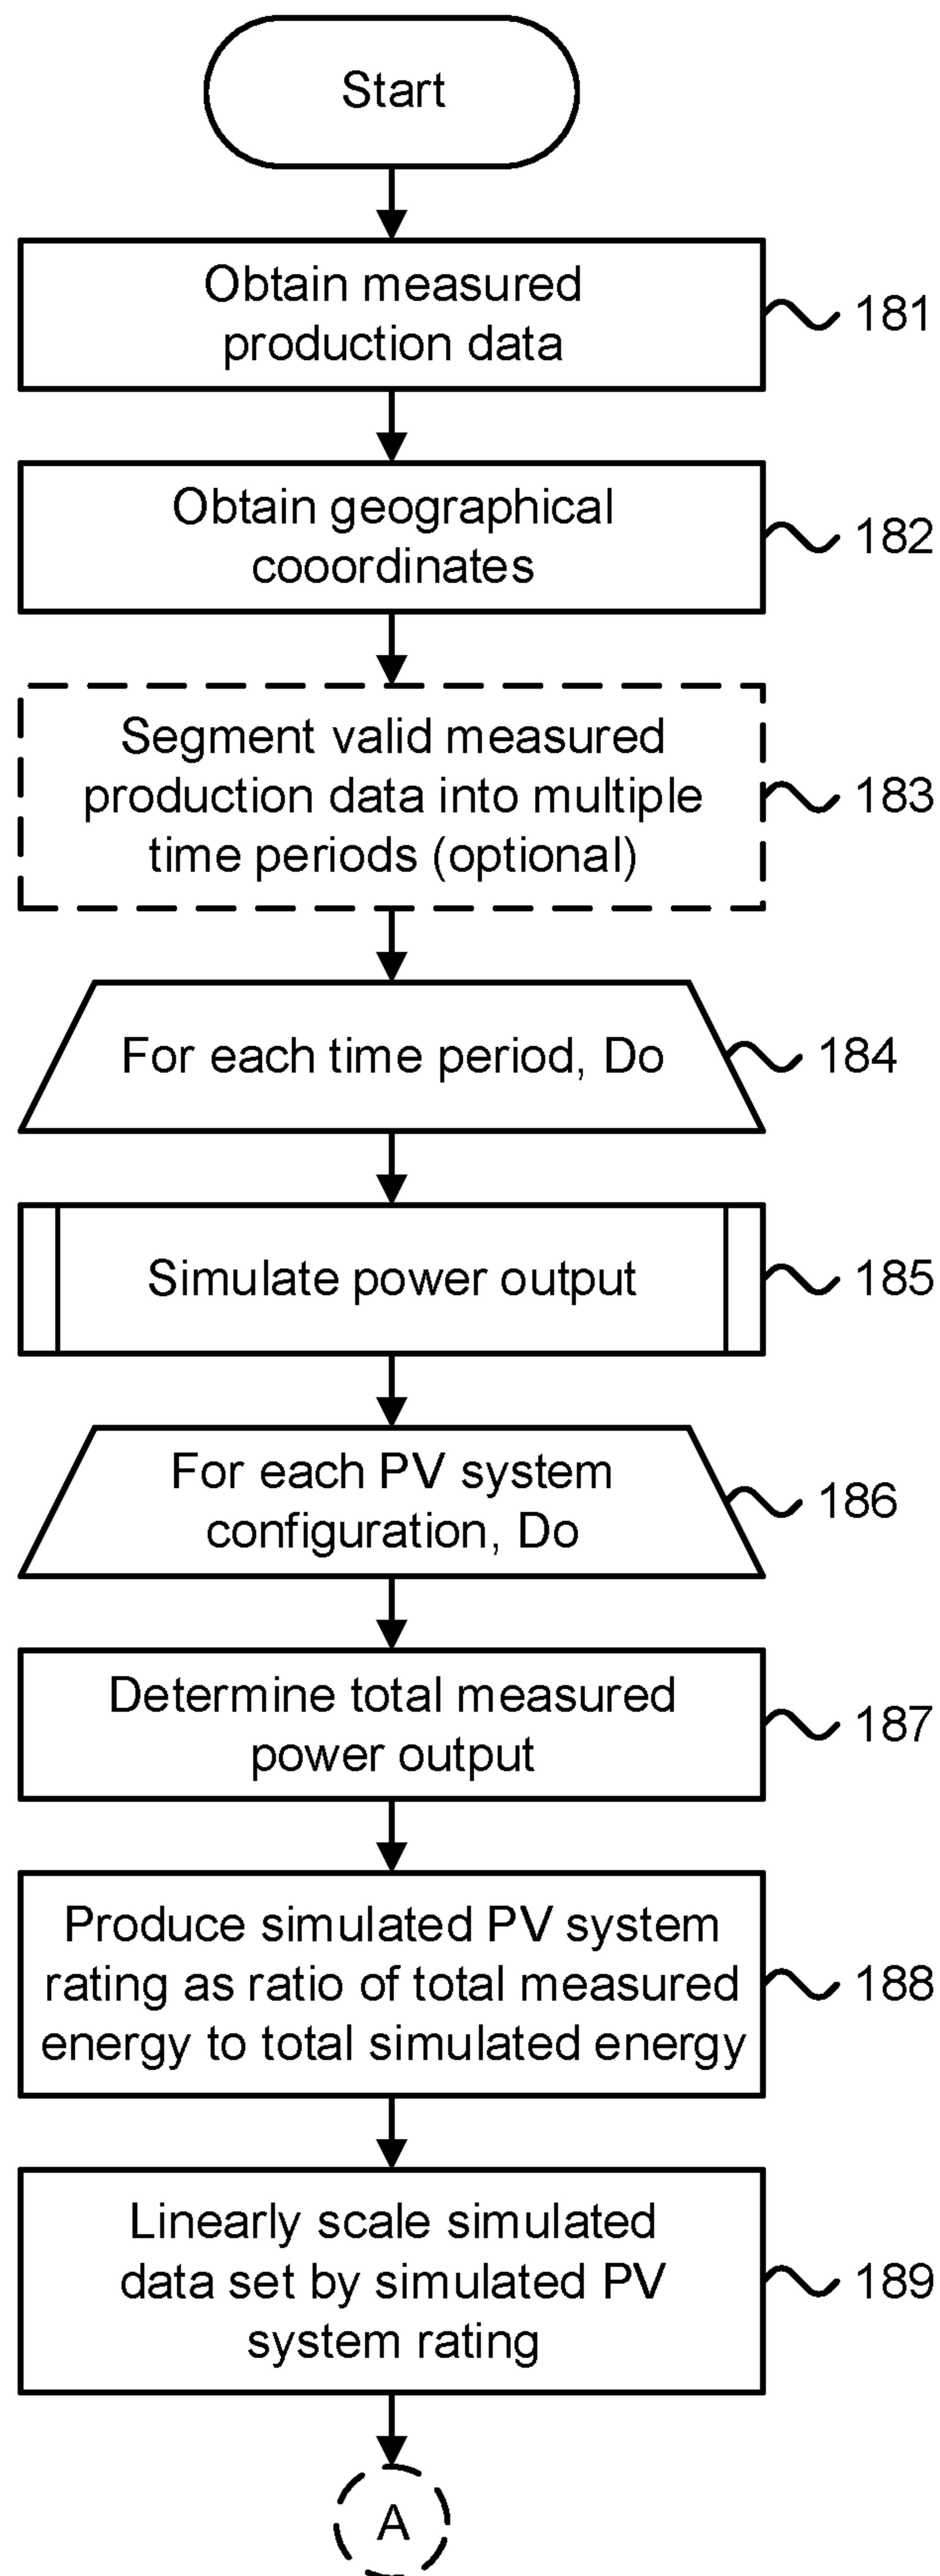 Start
Obtain measured
production data
181
Obtain geographical
cooordinates
182
Segment valid measured
production data into multiple
time periods (optional)
183
For each time period, Do
184
Simulate power output
185
For each PV system
configuration, Do
186
Determine total measured
power output
187
Produce simulated PV system
rating as ratio of total measured
energy to total simulated energy
188
Linearly scale simulated
data set by simulated PV
system rating
189
A